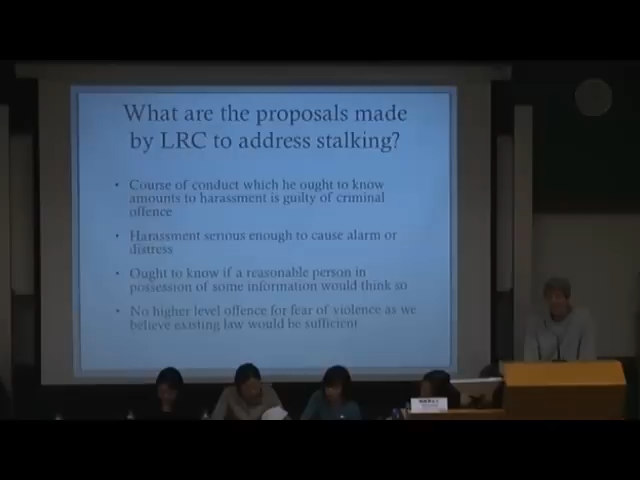 What are the proposals made
by LRC to address stalking?
• Course of conduct which he ought to know
amounts to harassment is guilty of criminal
offence
• Harassment serious enough to cause alarm or
distress
• Ought to know if a reasonable person in
possession of some information would think so
• No higher level offence for fear of violence as we
believe existing law would be sufficient